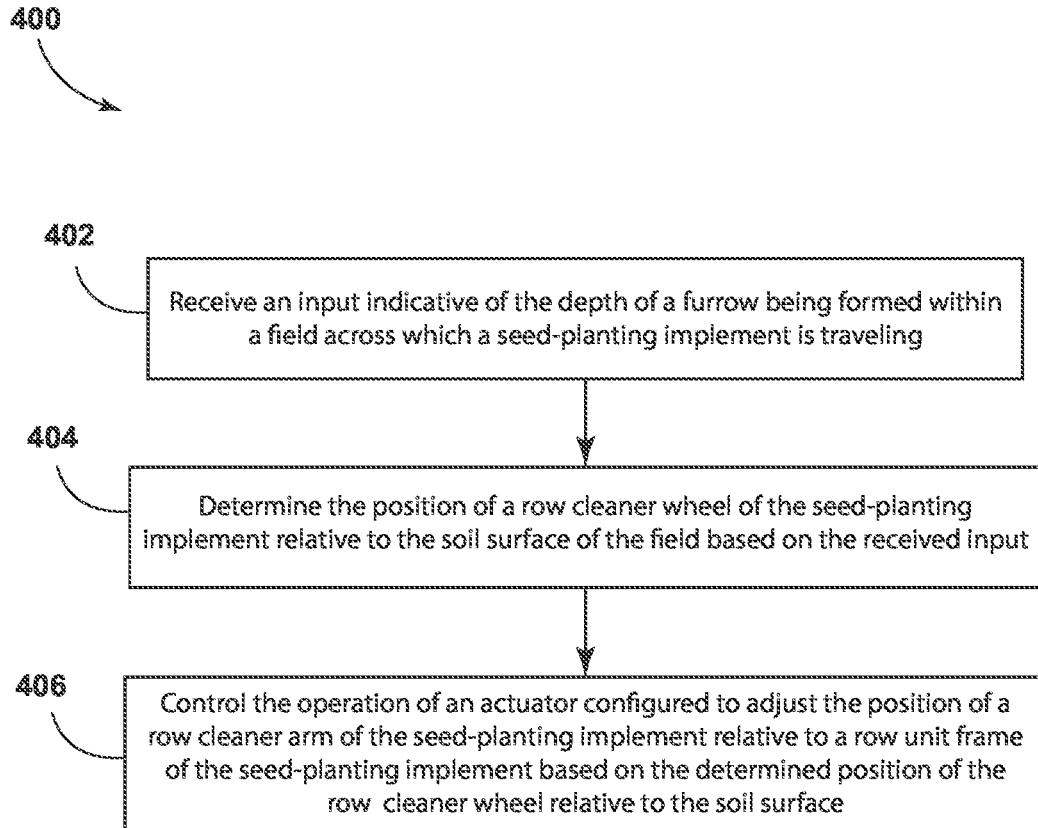 400
402
Receive an input indicative of the depth of a furrow being formed within
a field across which a seed-planting implement is traveling
404
Determine the position of a row cleaner wheel of the seed-planting
implement relative to the soil surface of the field based on the received input
406
Control the operation of an actuator configured to adjust the position of a
row cleaner arm of the seed-planting implement relative to a row unit frame
of the seed-planting implement based on the determined position of the
row cleaner wheel relative to the soil surface